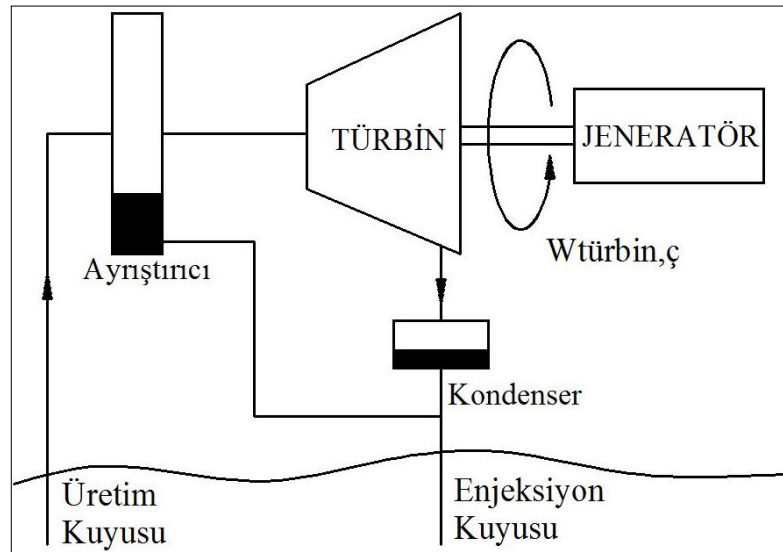 TÜRBİN
JENERATÖR
Wtürbin,ç
Ayrıştırıcı
Kondenser
Üretim
Kuyusu
Enjeksiyon
Kuyusu